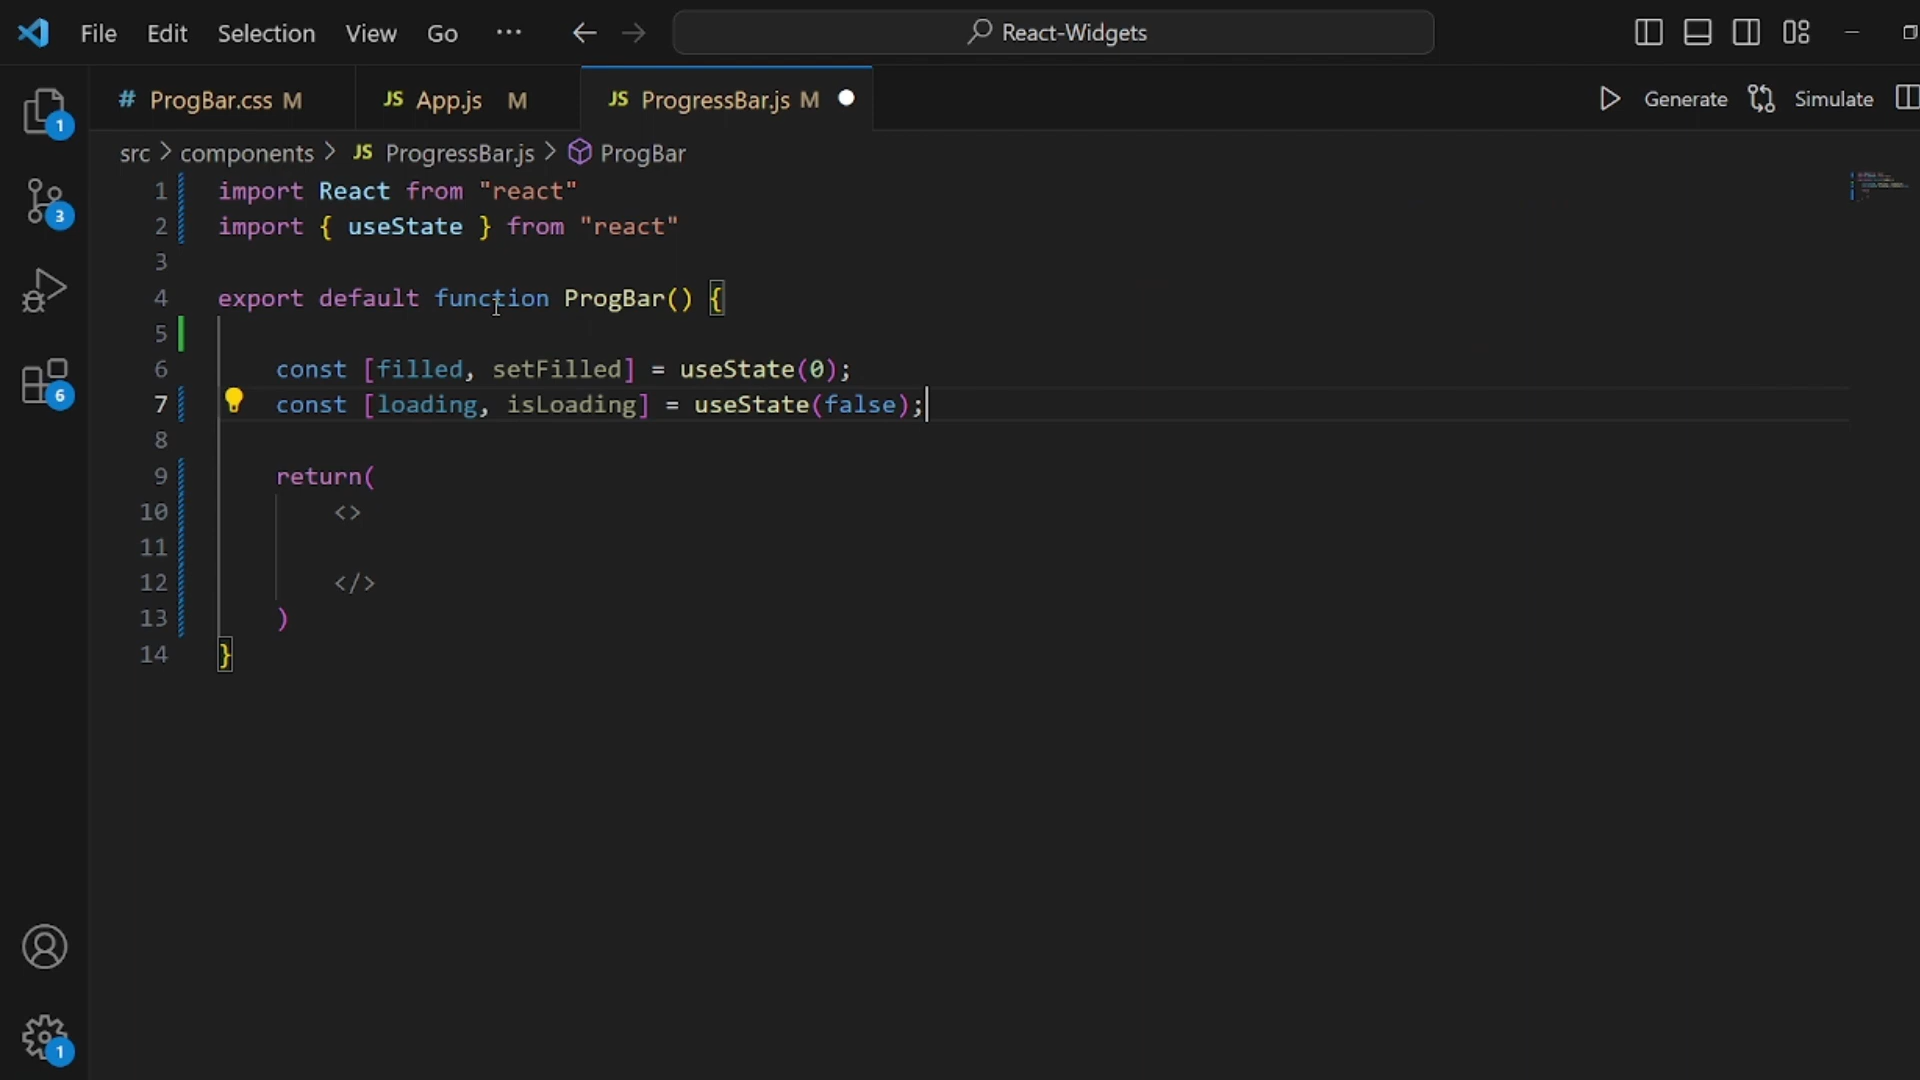 File Edit Selection View Go ··· React-Widgets
# ProgBar.css M JS App.js M JS ProgressBar.js M Generate Simulate
src > components > JS ProgressBar.js > ProgBar
1 import React from "react"
2 import { useState } from "react"
3
4 export default function ProgBar() {
5
6 const [filled, setFilled] = useState(0);
7 const [loading, isLoading] = useState(false);
8
9 return(
10 <>
11
12 </>
13 )
14 }
1
3
6
1